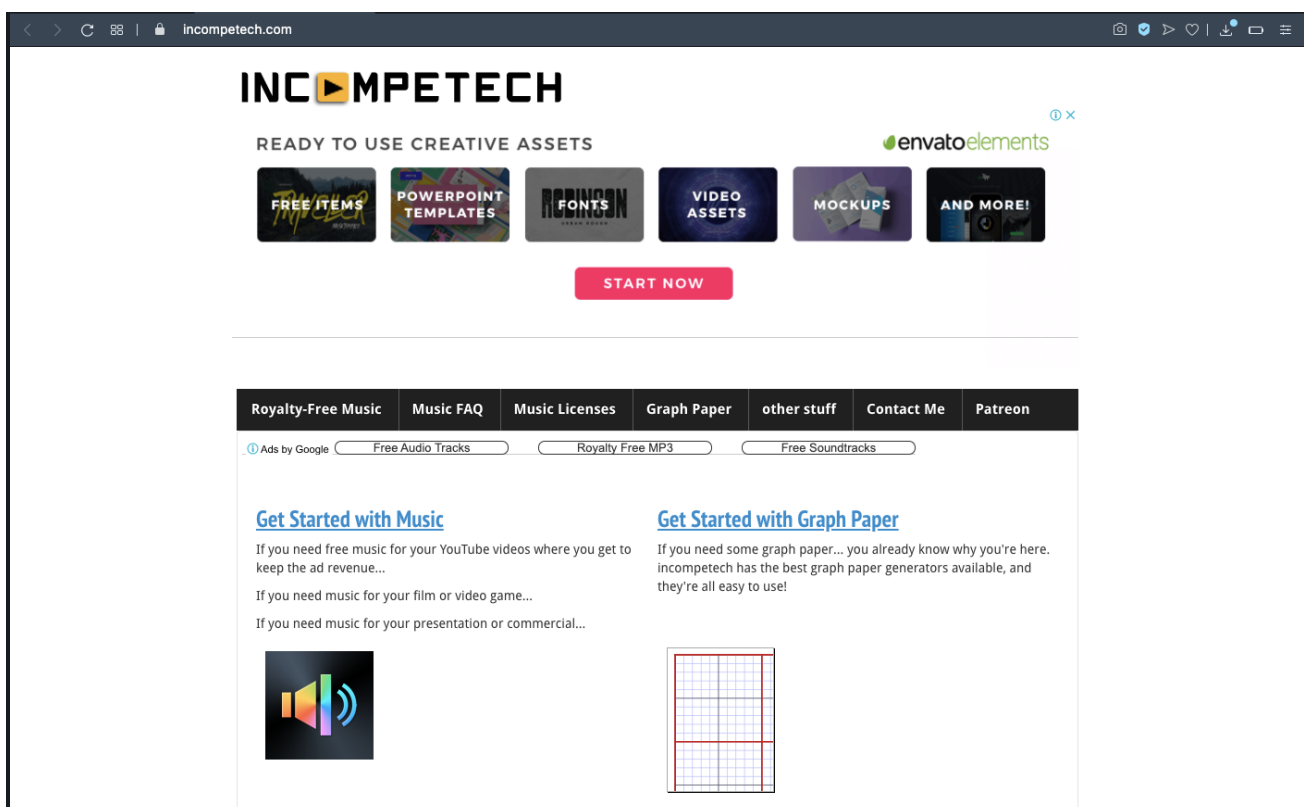 incompetech.com
INCOMPETECH
READY TO USE CREATIVE ASSETS
envatoelements
FREE ITEMS
POWERPOINT
TEMPLATES
ROBINSON
FONTS
VIDEO
ASSETS
MOCKUPS
AND MORE!
START NOW
Royalty-Free Music Music FAQ Music Licenses Graph Paper other stuff Contact Me Patreon
Ads by Google Free Audio Tracks Royalty Free MP3 Free Soundtracks
Get Started with Music
If you need free music for your YouTube videos where you get to
keep the ad revenue...
If you need music for your film or video game...
If you need music for your presentation or commercial...
Get Started with Graph Paper
If you need some graph paper... you already know why you're here.
incompetech has the best graph paper generators available, and
they're all easy to use!